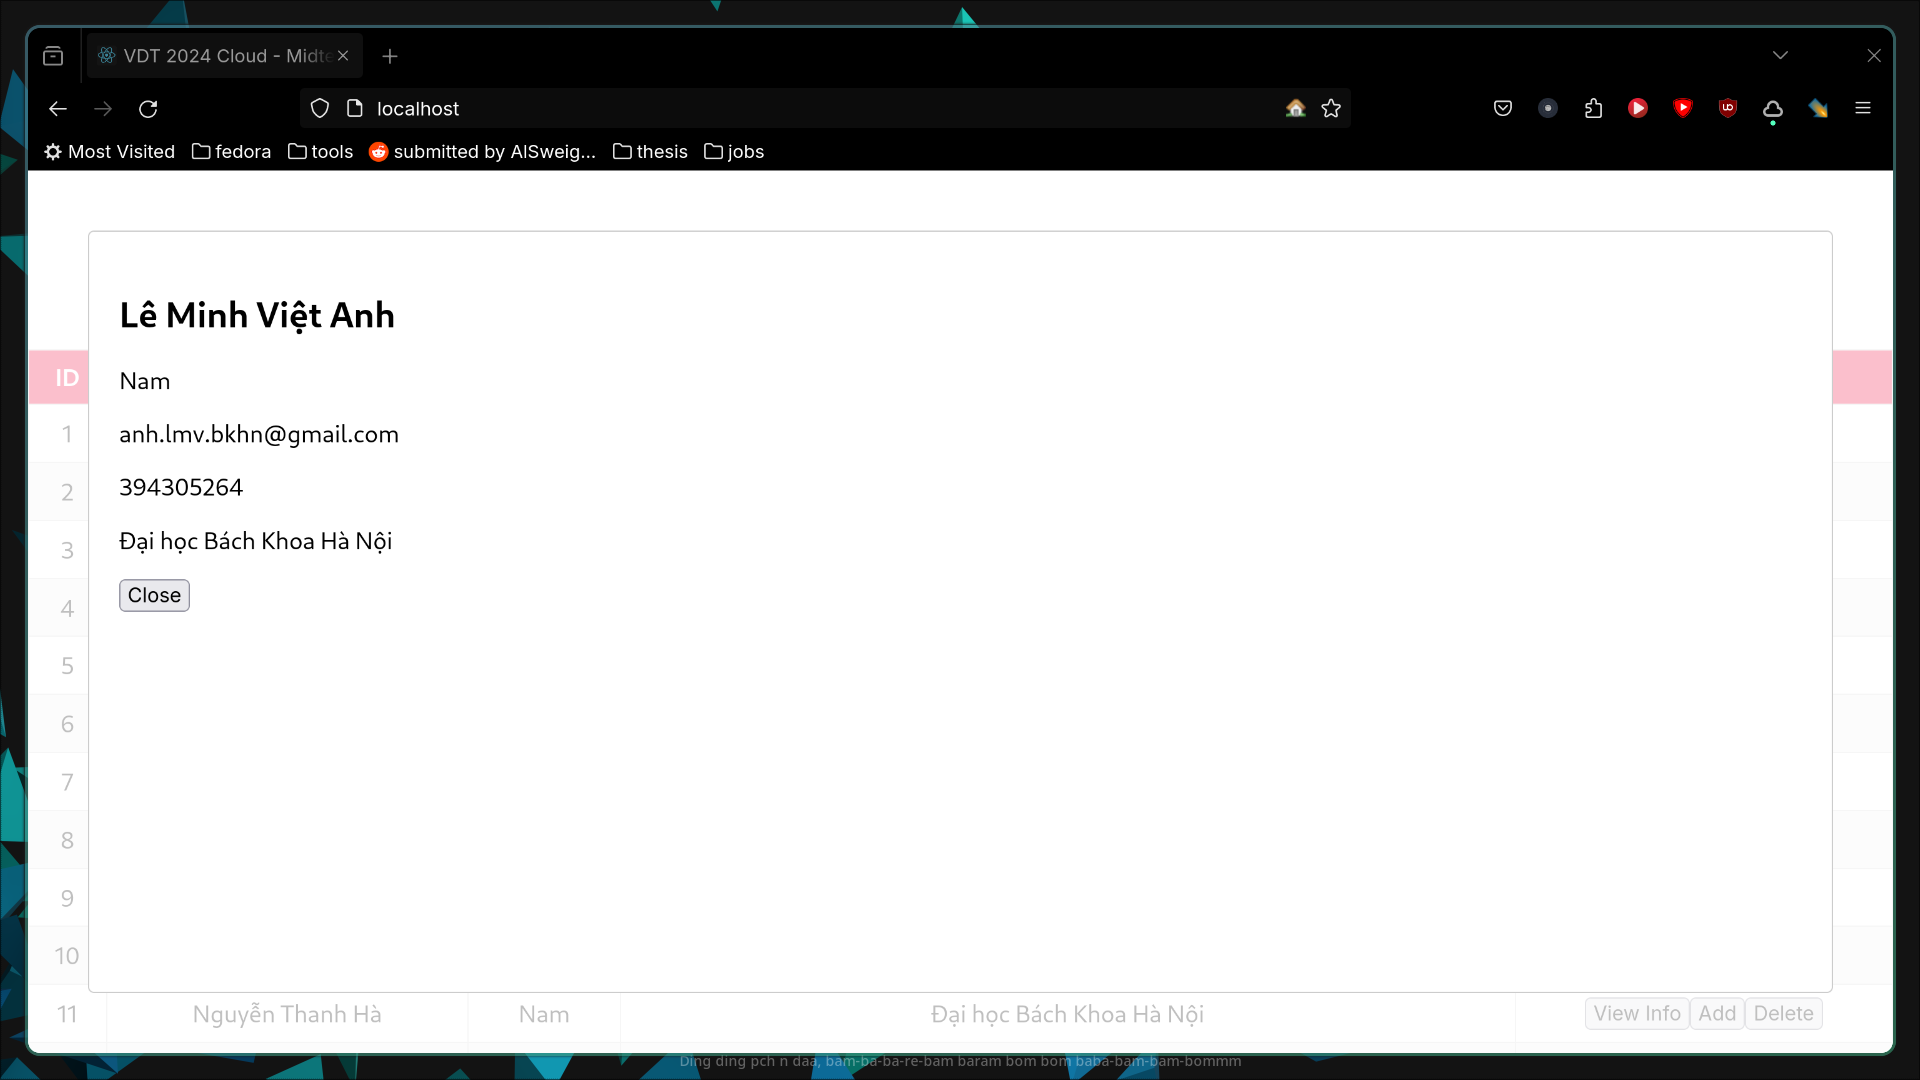 VDT 2024 Cloud - Midte
localhost
Most Visited fedora tools submitted by AlSweig... thesis jobs
Lê Minh Việt Anh
Nam
anh.lmv.bkhn@gmail.com
394305264
Đại học Bách Khoa Hà Nội
Close
ID
1
2
3
4
5
6
7
8
9
10
11 Nguyễn Thanh Hà Nam Đại học Bách Khoa Hà Nội View Info Add Delete
Ding ding pch n daa, bam-ba-ba-re-bam baram bom bom baba-bam-bam-bommm